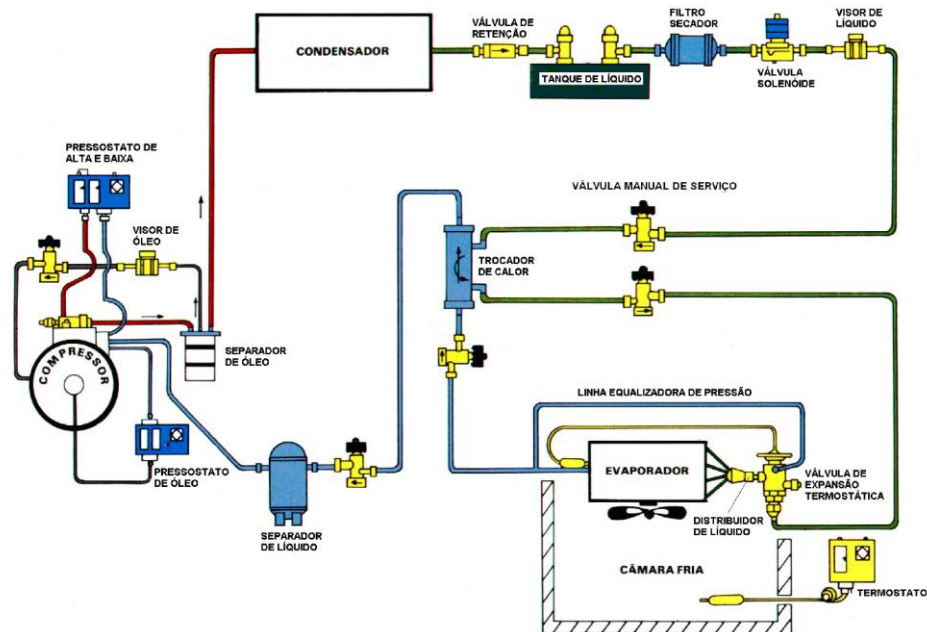 CONDENSADOR
VÁLVULA DE
RETENÇÃO
TANQUE DE LÍQUIDO
FILTRO
SECADOR
VÁLVULA
SOLENÓIDE
VISOR DE
LÍQUIDO
PRESSOSTATO DE
ALTA E BAIXA
VISOR DE
ÓLEO
VÁLVULA MANUAL DE SERVIÇO
TROCADOR
DE CALOR
SEPARADOR
DE ÓLEO
COMPRESSOR
PRESSOSTATO
DE ÓLEO
SEPARADOR
DE LÍQUIDO
LINHA EQUALIZADORA DE PRESSÃO
EVAPORADOR
VÁLVULA DE
EXPANSÃO
TERMOSTÁTICA
DISTRIBUIDOR
DE LÍQUIDO
CÂMARA FRIA
TERMOSTATO